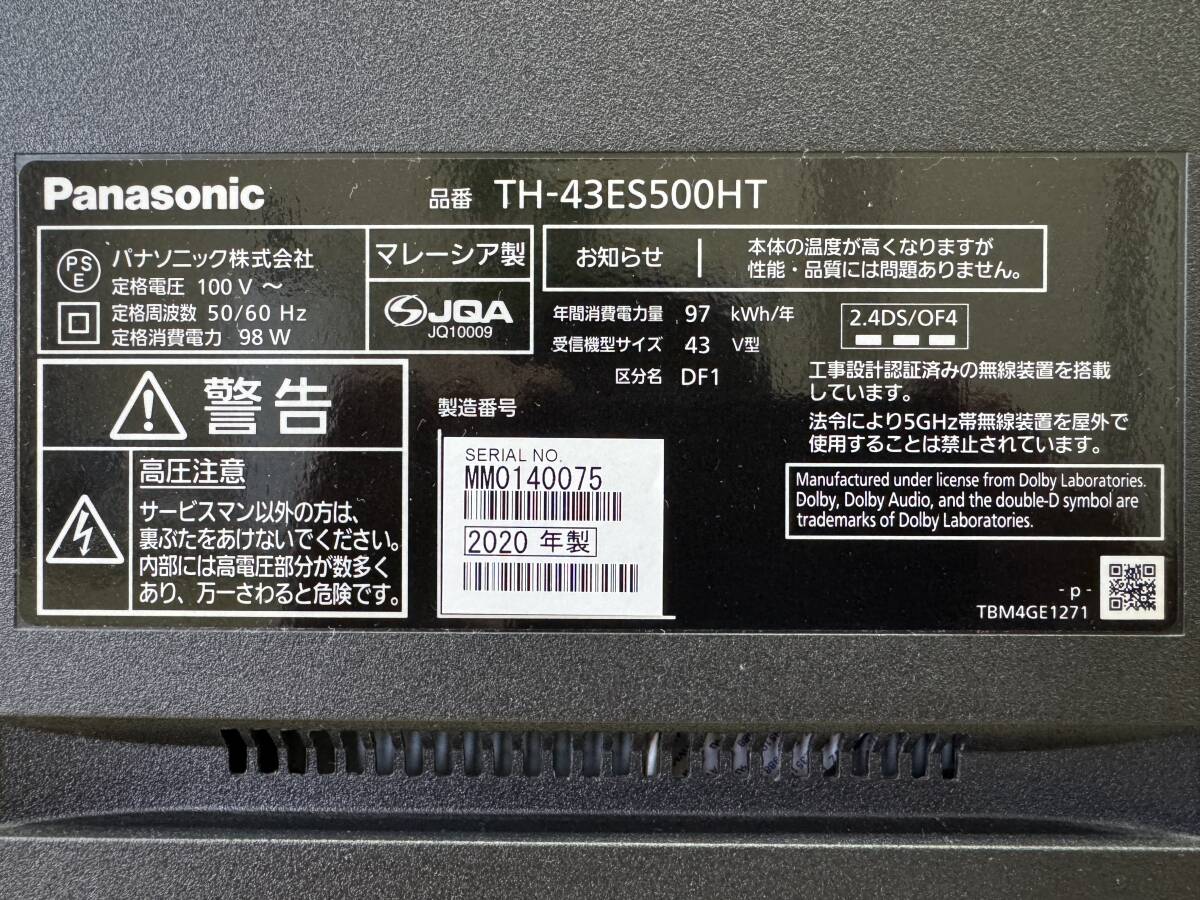 Panasonic 品番 TH-43ES500HT
PSE パナソニック株式会社
定格電圧 100 V ～
定格周波数 50/60 Hz
定格消費電力 98 W
マレーシア製
JQA
JQ10009
お知らせ
本体の温度が高くなりますが
性能・品質には問題ありません。
年間消費電力量 97 kWh/年
受信機型サイズ 43 V型
区分名 DF1
2.4DS/OF4
工事設計認証済みの無線装置を搭載
しています。
法令により5GHz帯無線装置を屋外で
使用することは禁止されています。
警告
高圧注意
サービスマン以外の方は、
裏ぶたをあけないでください。
内部には高電圧部分が数多く
あり、万一さわると危険です。
製造番号
SERIAL NO.
MM0140075
2020 年製
Manufactured under license from Dolby Laboratories.
Dolby, Dolby Audio, and the double-D symbol are
trademarks of Dolby Laboratories.
- p -
TBM4GE1271